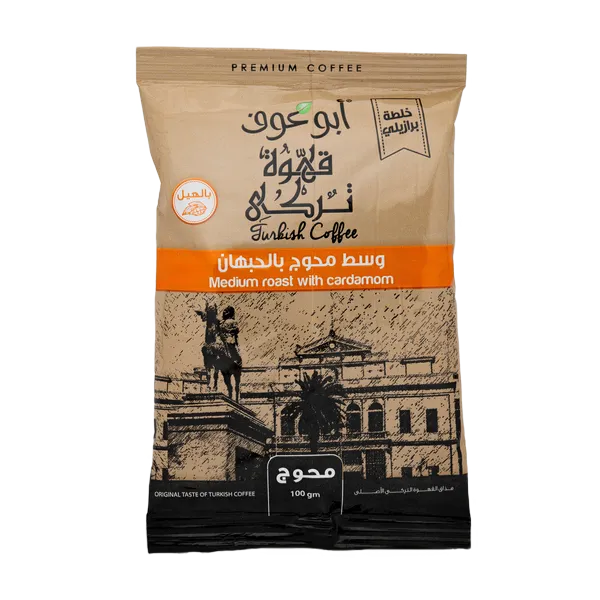 PREMIUM COFFEE
أبو عوف
خلطة
برازيلي
قهوة
تركي
بالهيل
Turkish Coffee
وسط محوج بالحبهان
Medium roast with cardamom
محوج
100 gm
ORIGINAL TASTE OF TURKISH COFFEE
مذاق القهوة التركي الأصلي